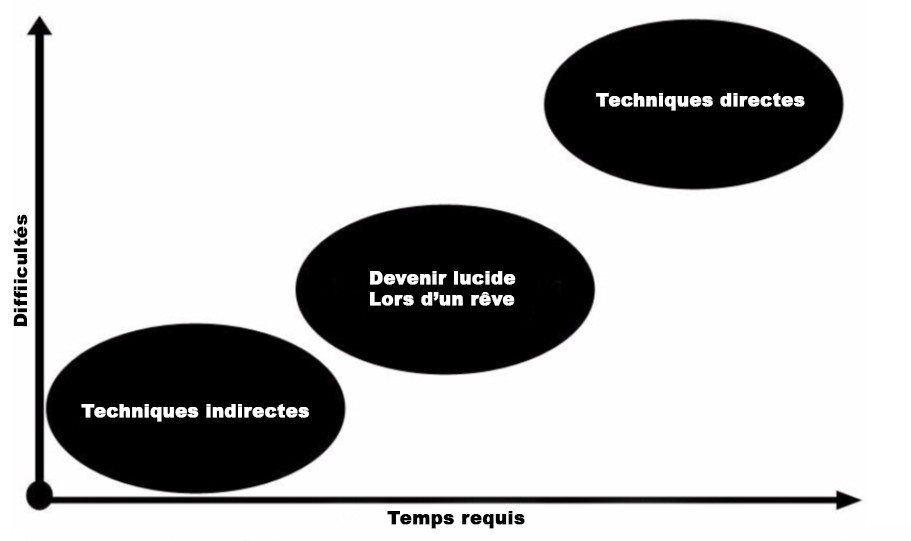 Techniques directes
Diffiicultés
Devenir lucide
Lors d'un rêve
Techniques indirectes
Temps requis